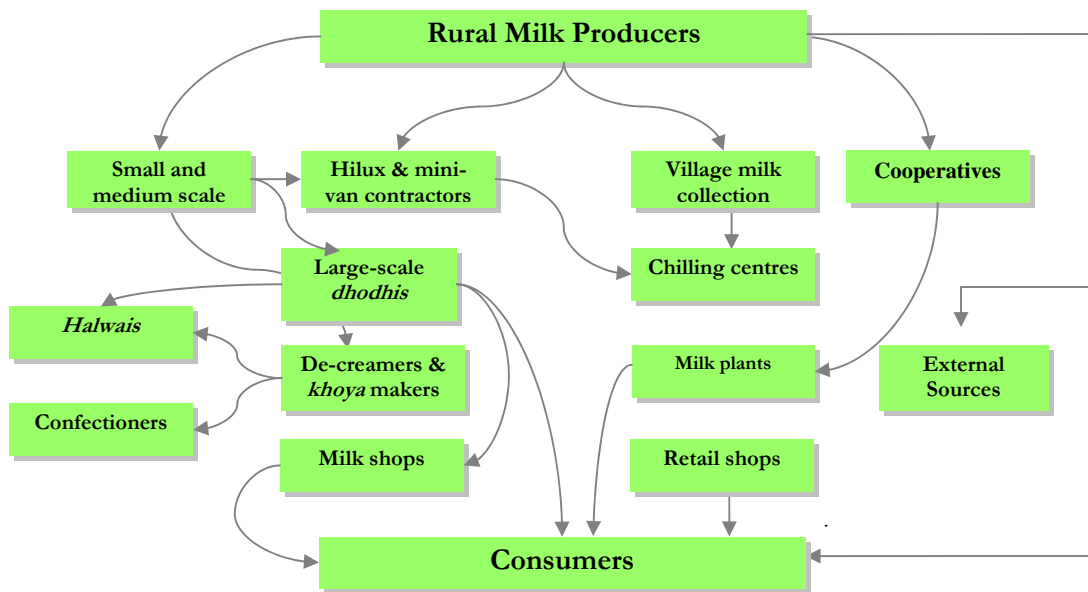 Rural Milk Producers
Small and
medium scale
Hilux & mini-
van contractors
Village milk
collection
Cooperatives
Large-scale
dhodhis
Chilling centres
Halwais
De-creamers &
khoya makers
Milk plants
External
Sources
Confectioners
Milk shops
Retail shops
.
Consumers